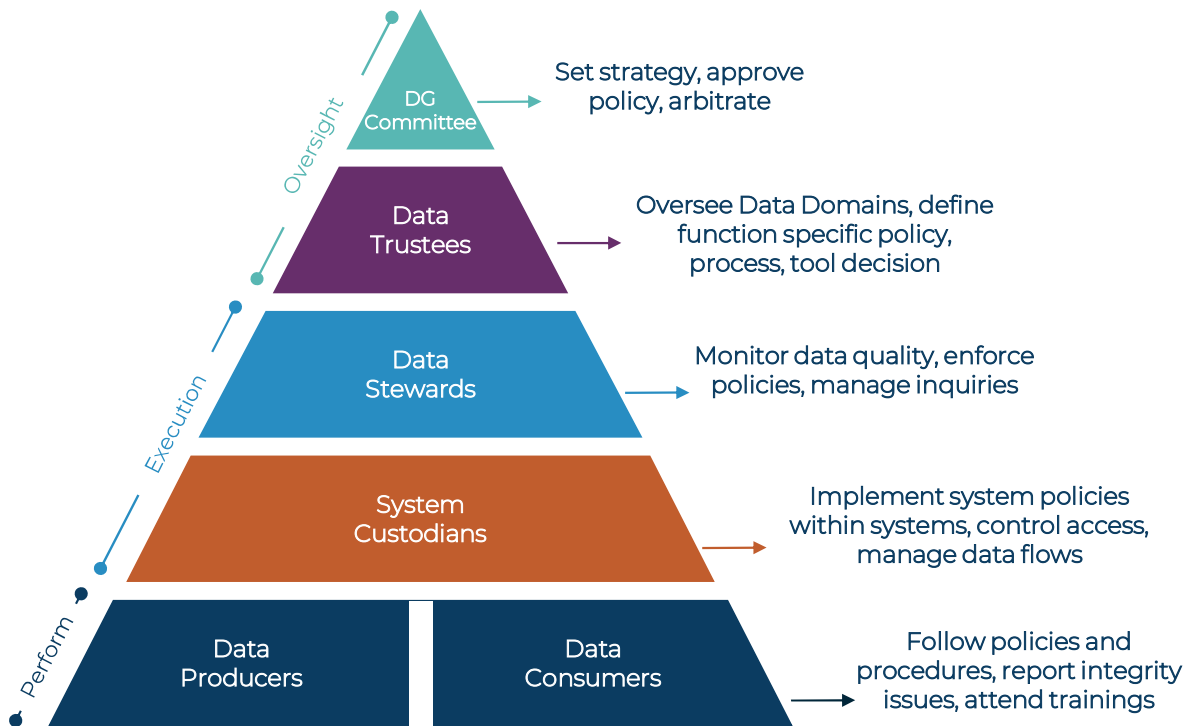 Oversight
DG
Committee
Set strategy, approve
policy, arbitrate
Data
Trustees
Oversee Data Domains, define
function specific policy,
process, tool decision
Execution
Data
Stewards
Monitor data quality, enforce
policies, manage inquiries
System
Custodians
Implement system policies
within systems, control access,
manage data flows
Perform
Data
Producers
Data
Consumers
Follow policies and
procedures, report integrity
issues, attend trainings